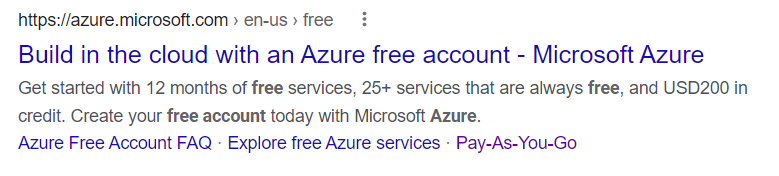 https://azure.microsoft.com › en-us › free
Build in the cloud with an Azure free account - Microsoft Azure
Get started with 12 months of free services, 25+ services that are always free, and USD200 in
credit. Create your free account today with Microsoft Azure.
Azure Free Account FAQ · Explore free Azure services · Pay-As-You-Go